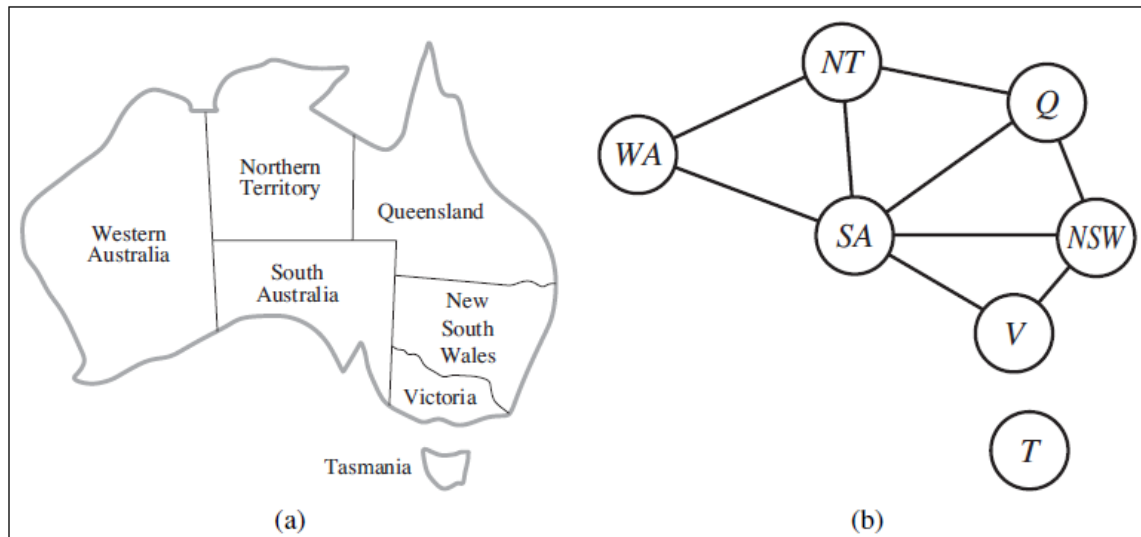 Western
Australia
Northern
Territory
Queensland
South
Australia
New
South
Wales
Victoria
Tasmania
(a)
NT
Q
WA
SA
NSW
V
T
(b)